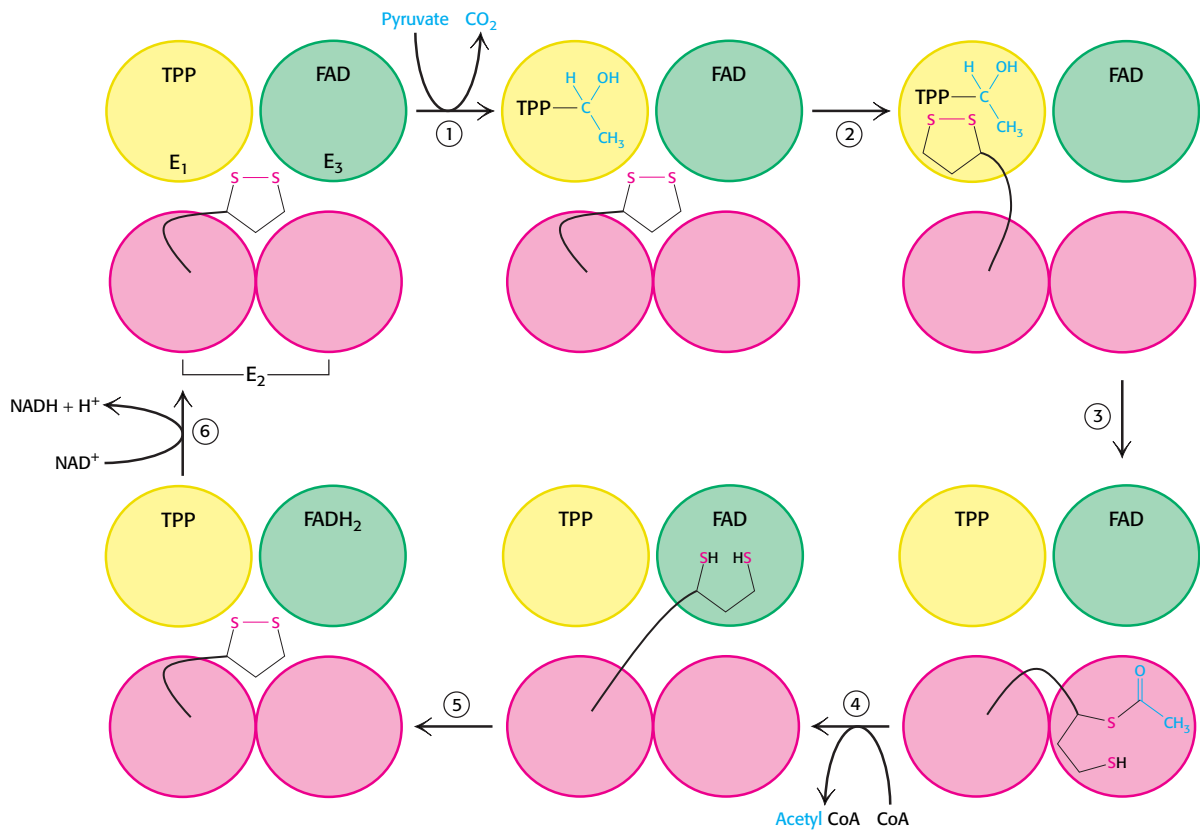 Pyruvate CO₂
TPP FAD
E₁ E₃
S S
①
H OH
TPP C
CH₃
FAD
S S
②
H OH
TPP C
CH₃
S S
FAD
E₂
③
NADH + H⁺
NAD⁺
⑥
TPP FAD
O
S CH₃
SH
④
Acetyl CoA CoA
TPP FAD
SH HS
⑤
TPP FADH₂
S S